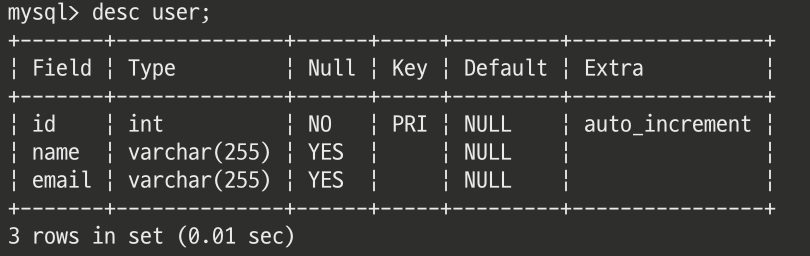 mysql> desc user;
+-------+--------------+------+-----+---------+----------------+
| Field | Type         | Null | Key | Default | Extra          |
+-------+--------------+------+-----+---------+----------------+
| id    | int          | NO   | PRI | NULL    | auto_increment |
| name  | varchar(255) | YES  |     | NULL    |                |
| email | varchar(255) | YES  |     | NULL    |                |
+-------+--------------+------+-----+---------+----------------+
3 rows in set (0.01 sec)